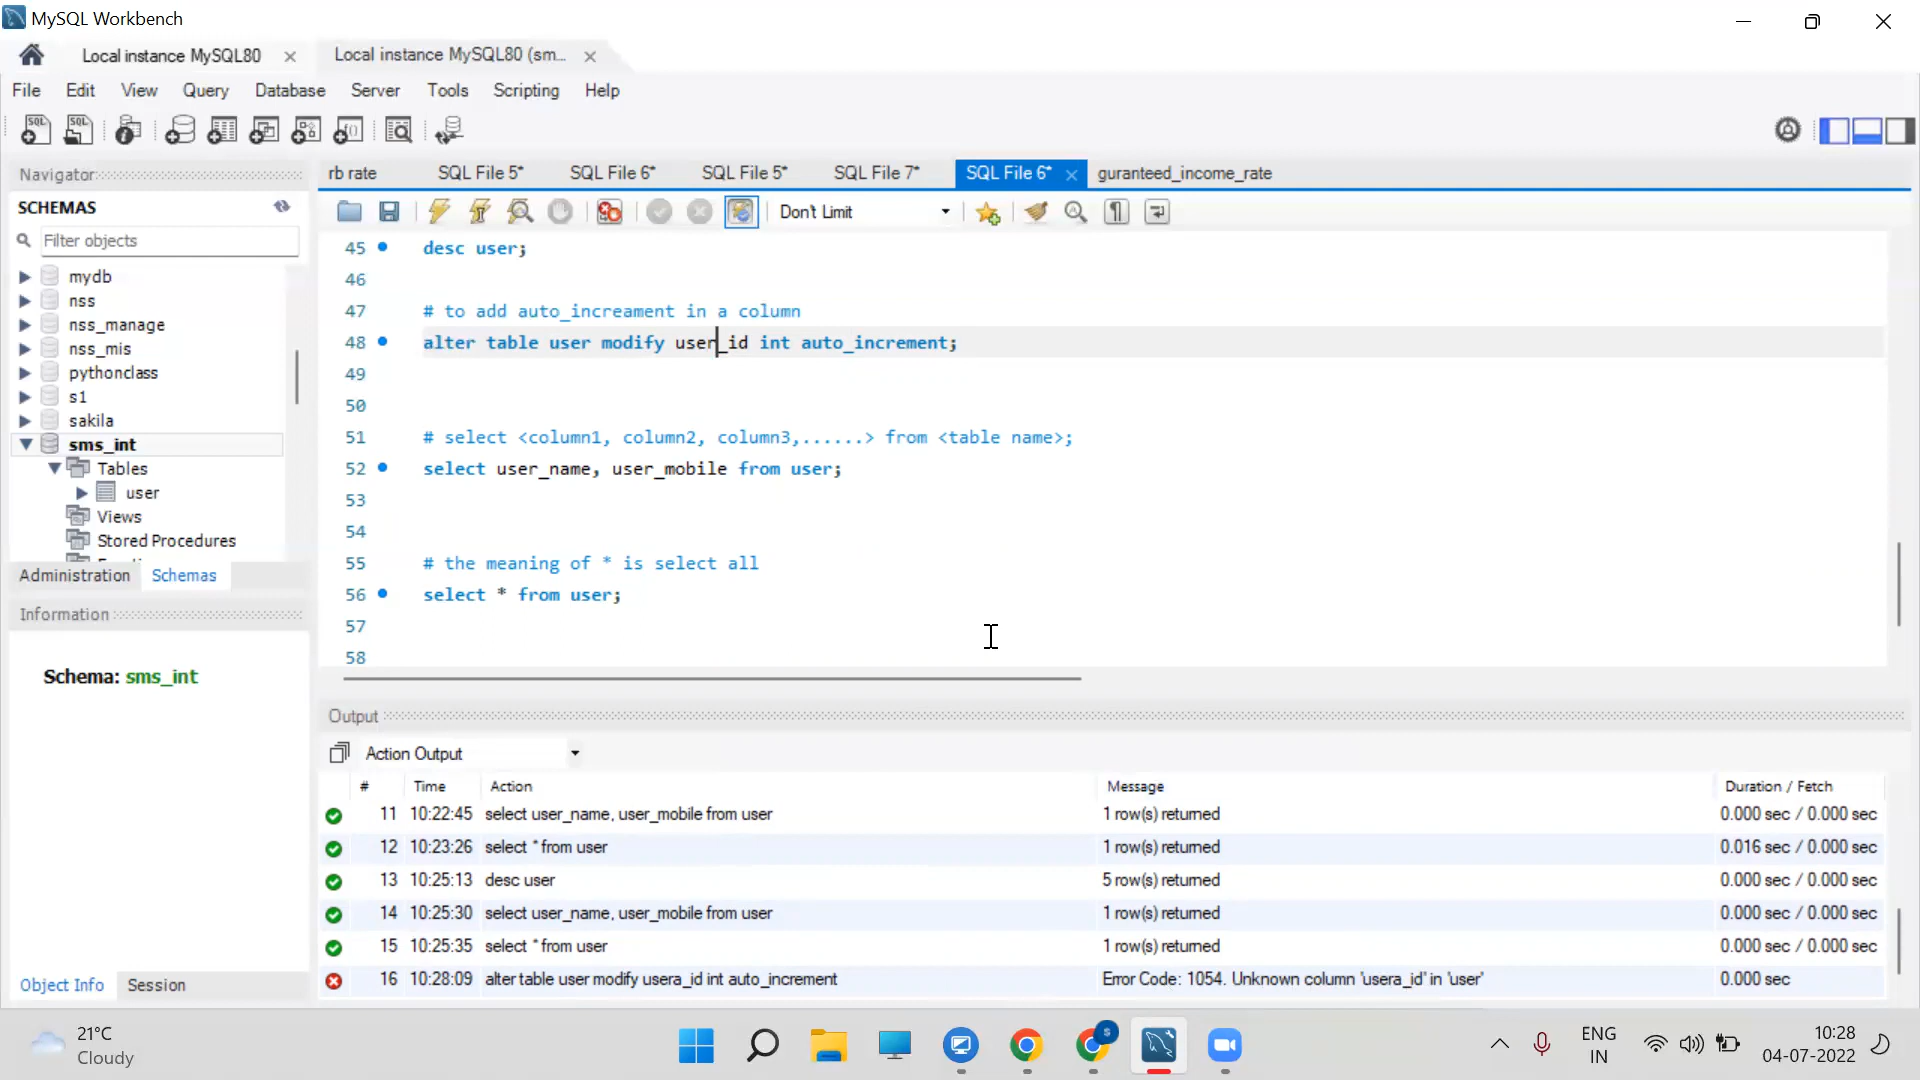 MySQL Workbench
Local instance MySQL80
Local instance MySQL80 (sm...
File Edit View Query Database Server Tools Scripting Help
Navigator
SCHEMAS
Filter objects
mydb
nss
nss_manage
nss_mis
pythonclass
s1
sakila
sms_int
Tables
user
Views
Stored Procedures
Administration Schemas
Information
Schema: sms_int
Object Info Session
rb rate SQL File 5* SQL File 6* SQL File 5* SQL File 7* SQL File 6* guranteed_income_rate
Don't Limit
45 desc user;
46
47 # to add auto_increament in a column
48 alter table user modify user_id int auto_increment;
49
50
51 # select <column1, column2, column3,......> from <table name>;
52 select user_name, user_mobile from user;
53
54
55 # the meaning of * is select all
56 select * from user;
57
58
Output
Action Output
# Time Action Message Duration / Fetch
11 10:22:45 select user_name, user_mobile from user 1 row(s) returned 0.000 sec / 0.000 sec
12 10:23:26 select * from user 1 row(s) returned 0.016 sec / 0.000 sec
13 10:25:13 desc user 5 row(s) returned 0.000 sec / 0.000 sec
14 10:25:30 select user_name, user_mobile from user 1 row(s) returned 0.000 sec / 0.000 sec
15 10:25:35 select * from user 1 row(s) returned 0.000 sec / 0.000 sec
16 10:28:09 alter table user modify usera_id int auto_increment Error Code: 1054. Unknown column 'usera_id' in 'user' 0.000 sec
21°C
Cloudy
S
ENG
IN
10:28
04-07-2022